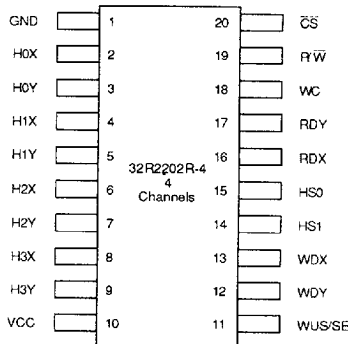 GND 1 20 C̅S̅
H0X 2 19 R/W̅
H0Y 3 18 WC
H1X 4 17 RDY
H1Y 5 16 RDX
32R2202R-4
4
Channels
H2X 6 15 HS0
H2Y 7 14 HS1
H3X 8 13 WDX
H3Y 9 12 WDY
VCC 10 11 WUS/SE